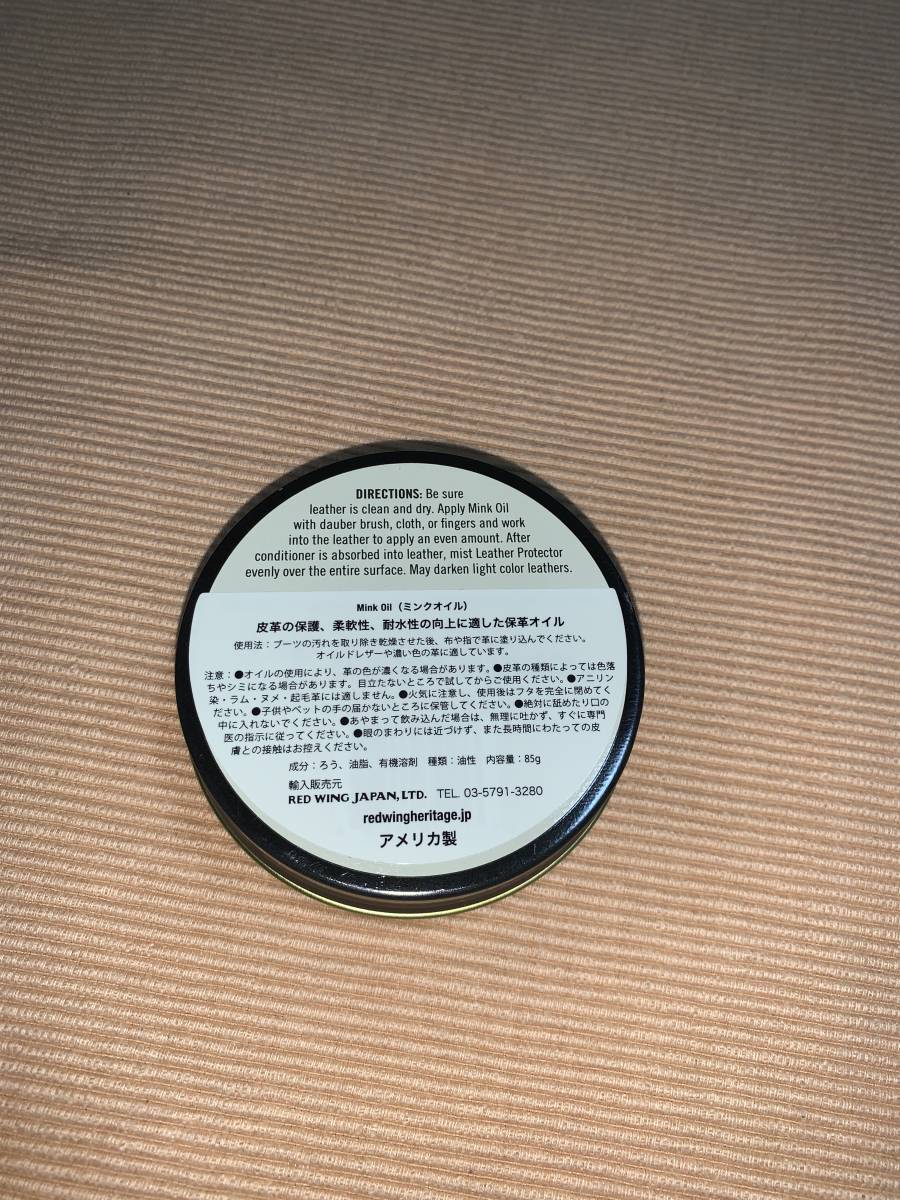 DIRECTIONS: Be sure
leather is clean and dry. Apply Mink Oil
with dauber brush, cloth, or fingers and work
into the leather to apply an even amount. After
conditioner is absorbed into leather, mist Leather Protector
evenly over the entire surface. May darken light color leathers.
Mink Oil（ミンクオイル）
皮革の保護、柔軟性、耐水性の向上に適した保革オイル
使用法：ブーツの汚れを取り除き乾燥させた後、布や指で革に塗り込んでください。
オイルドレザーや濃い色の革に適しています。
注意：●オイルの使用により、革の色が濃くなる場合があります。●皮革の種類によっては色落
ちやシミになる場合があります。目立たないところで試してからご使用ください。●アニリン
染・ラム・ヌメ・起毛革には適しません。●火気に注意し、使用後はフタを完全に閉めてく
ださい。●子供やペットの手の届かないところに保管してください。●絶対に舐めたり口の
中に入れないでください。●あやまって飲み込んだ場合は、無理に吐かず、すぐに専門
医の指示に従ってください。●眼のまわりには近づけず、また長時間にわたっての皮
膚との接触はお控えください。
成分：ろう、油脂、有機溶剤　種類：油性　内容量：85g
輸入販売元
RED WING JAPAN, LTD. TEL. 03-5791-3280
redwingheritage.jp
アメリカ製